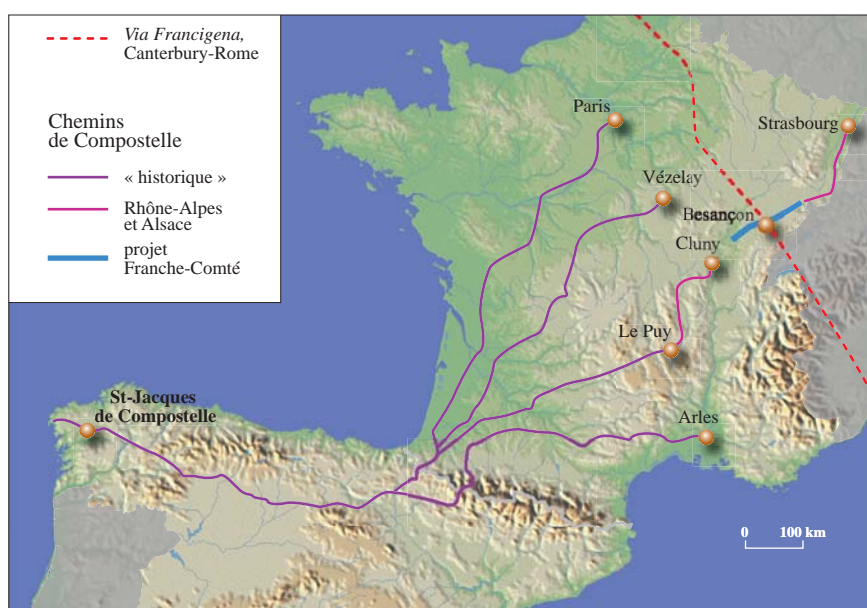 Via Francigena,
Canterbury-Rome
Chemins
de Compostelle
« historique »
Rhône-Alpes
et Alsace
projet
Franche-Comté
Paris
Strasbourg
Vézelay
Besançon
Cluny
Le Puy
St-Jacques
de Compostelle
Arles
0 100 km